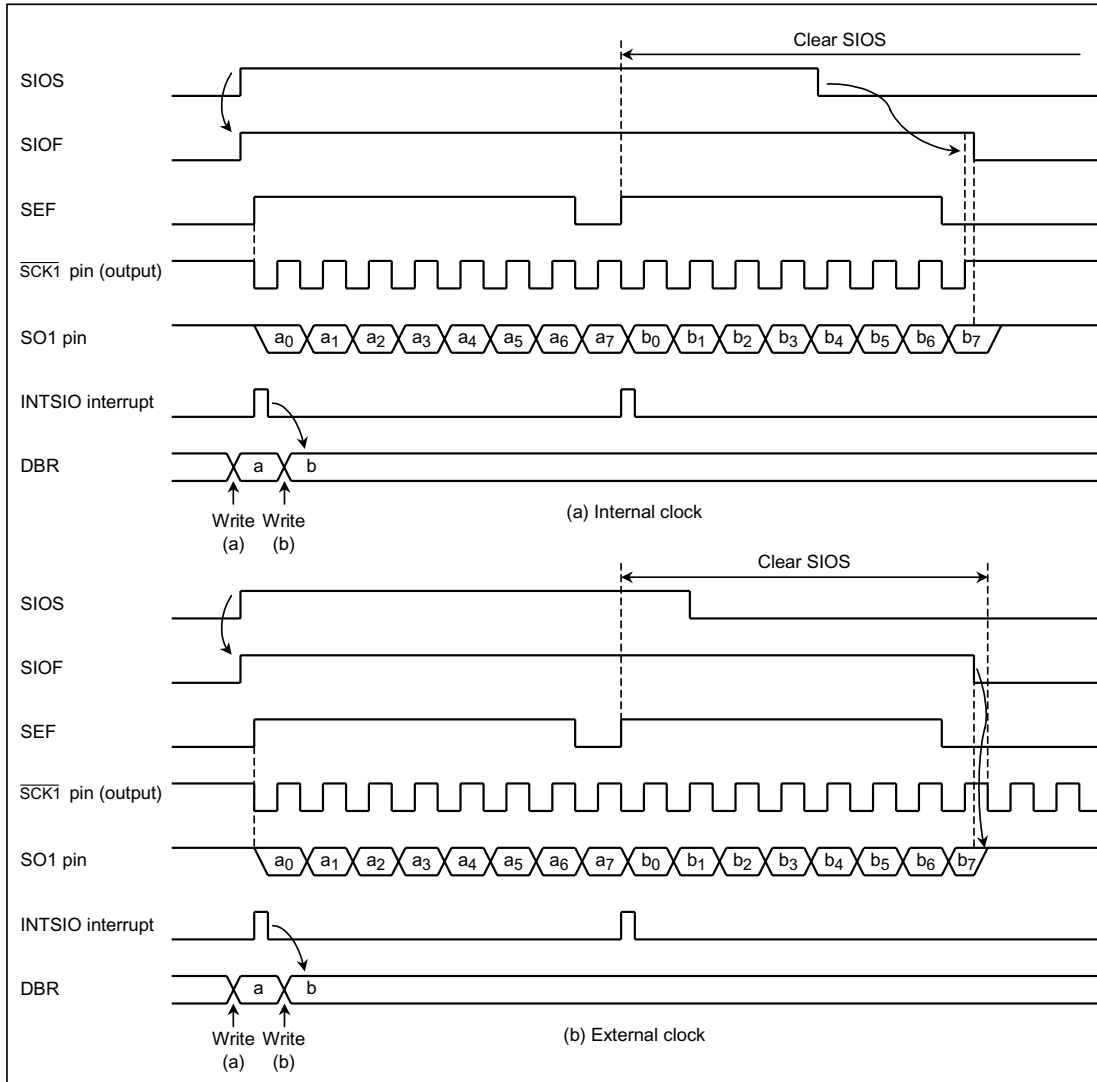 Clear SIOS
SIOS
SIOF
SEF
SCK1 pin (output)
SO1 pin
a0 a1 a2 a3 a4 a5 a6 a7 b0 b1 b2 b3 b4 b5 b6 b7
INTSIO interrupt
DBR
a b
Write (a)
Write (b)
(a) Internal clock
Clear SIOS
SIOS
SIOF
SEF
SCK1 pin (output)
SO1 pin
a0 a1 a2 a3 a4 a5 a6 a7 b0 b1 b2 b3 b4 b5 b6 b7
INTSIO interrupt
DBR
a b
Write (a)
Write (b)
(b) External clock